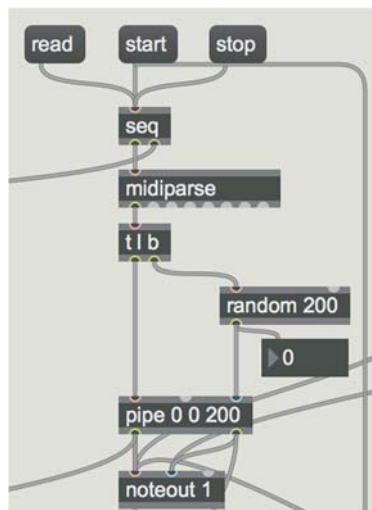 read start stop
seq
midiparse
t l b
random 200
0
pipe 0 0 200
noteout 1